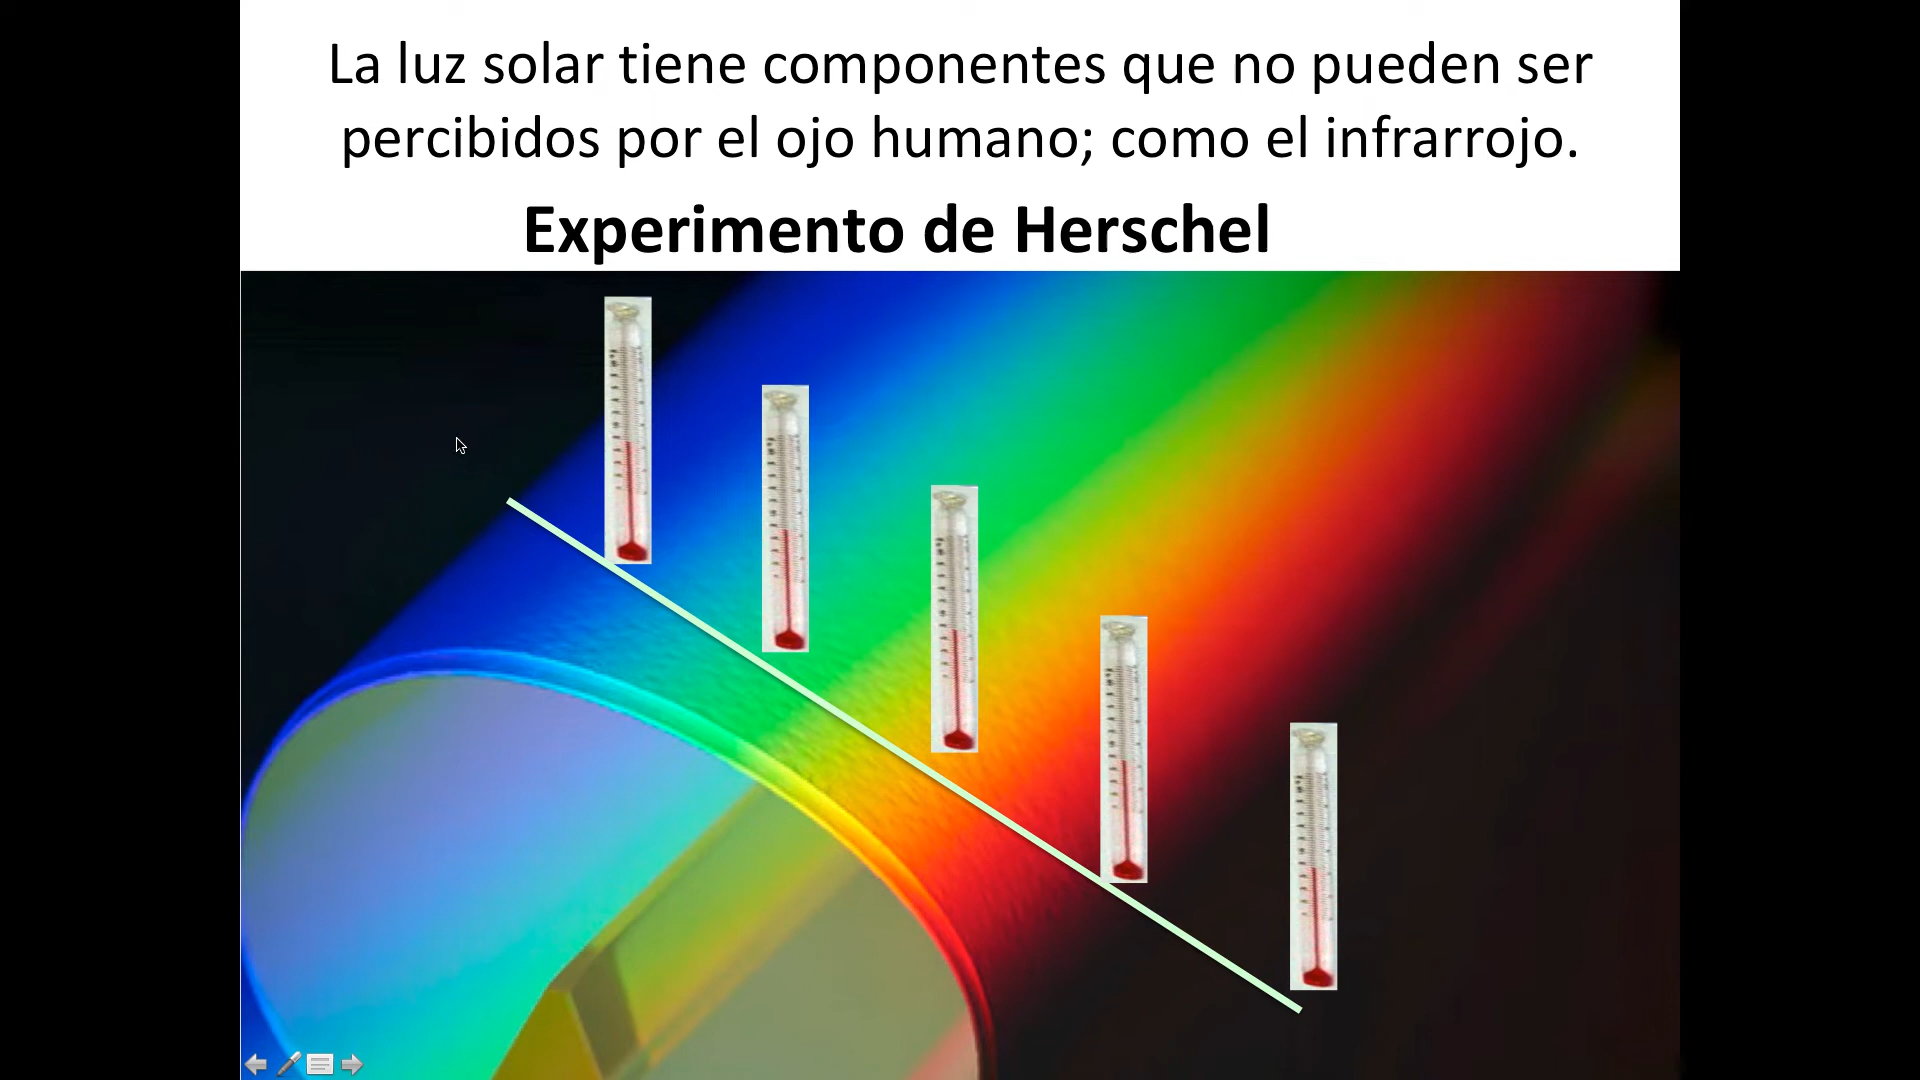 La luz solar tiene componentes que no pueden ser
percibidos por el ojo humano; como el infrarrojo.
Experimento de Herschel